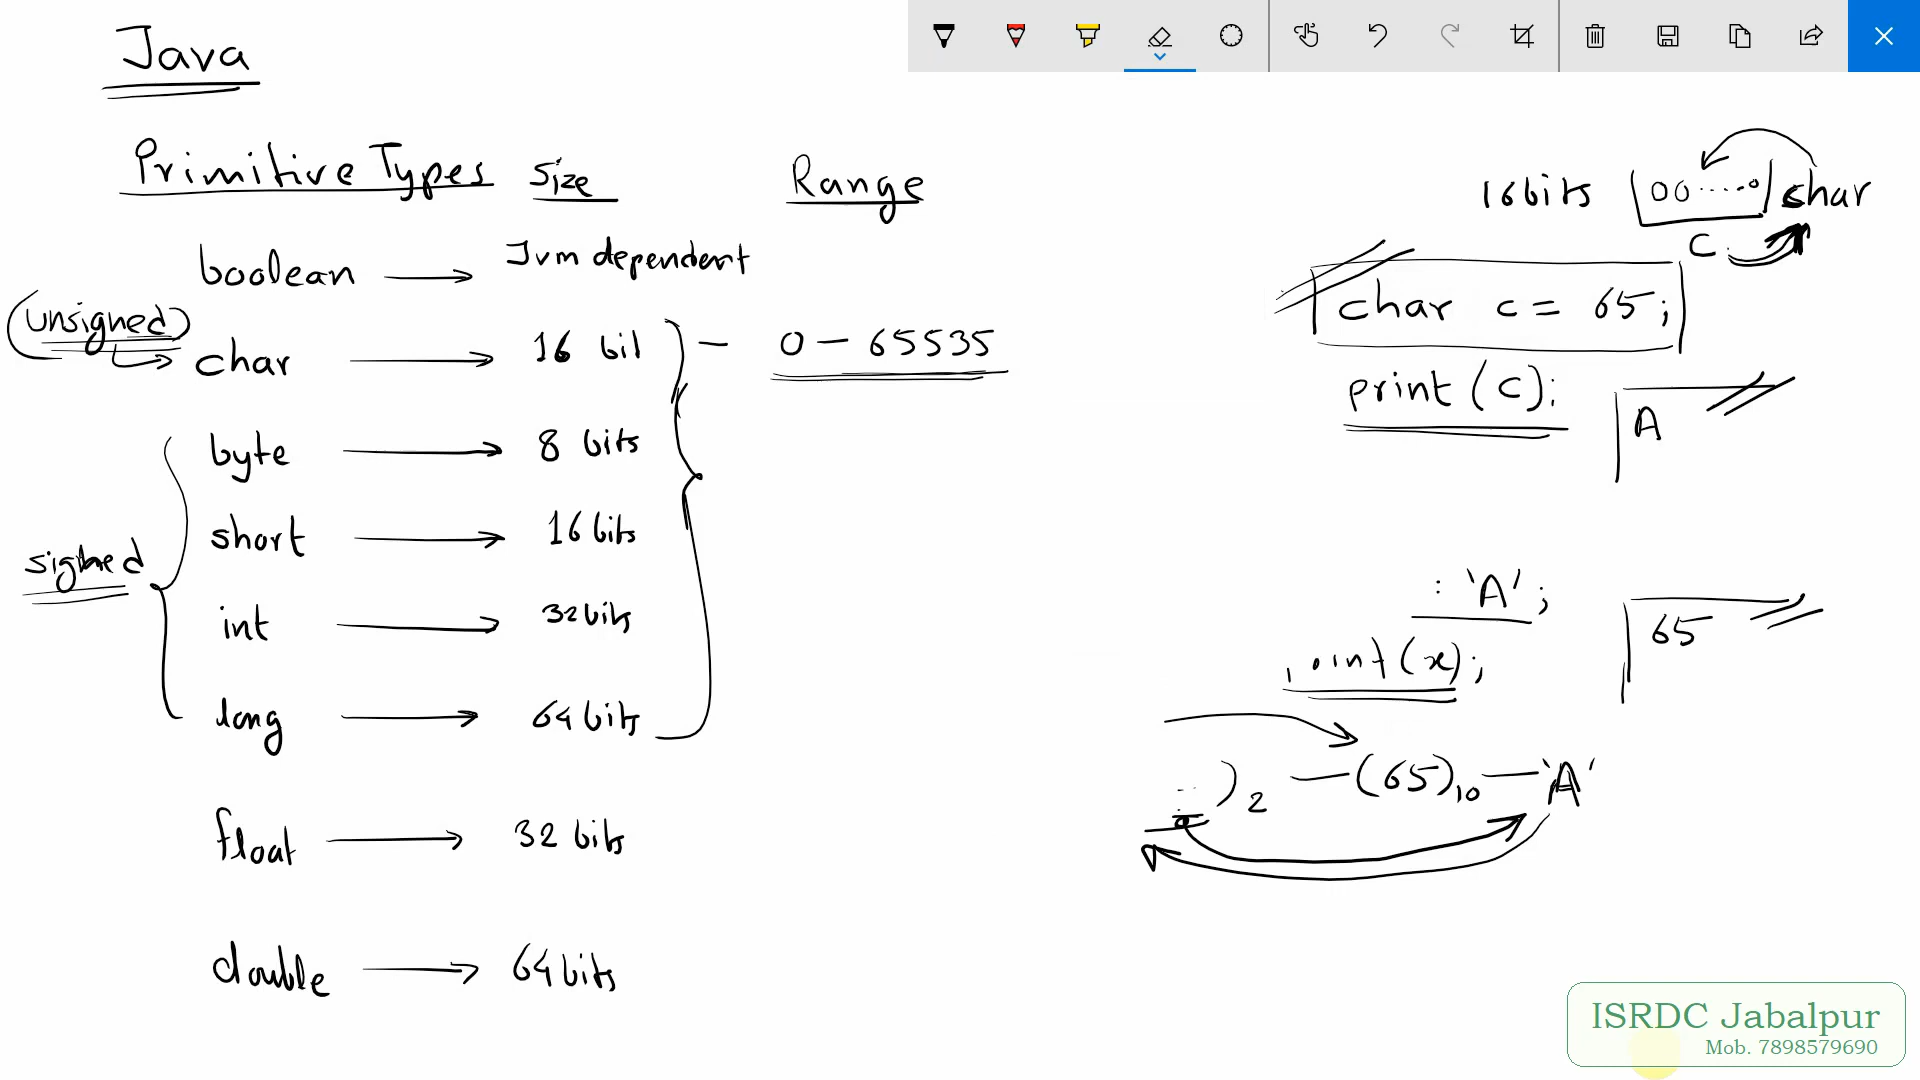 Java
Primitive Types Size Range
boolean Jvm dependent
(unsigned)
char 16 bit - 0 - 65535
byte 8 bits
short 16 bits
signed
int 32 bits
long 64 bits
float 32 bits
double 64 bits
16 bits 00.....0 char
C
char c = 65;
print (c);
A
: 'A';
65
int (x);
)2 - (65)10 - 'A'
ISRDC Jabalpur
Mob. 7898579690